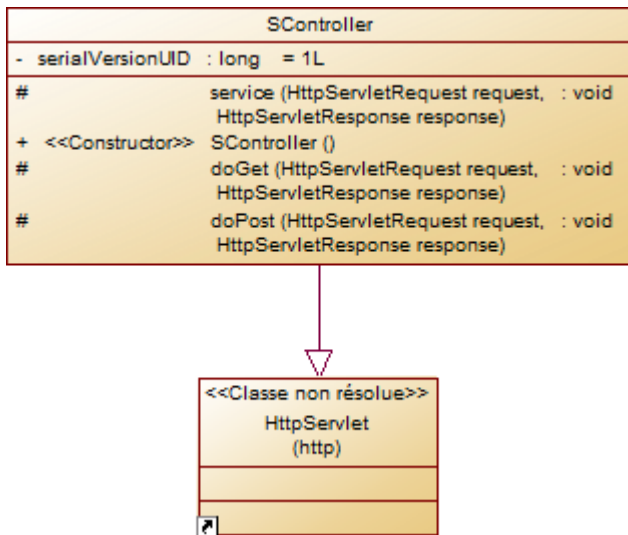 SController
- serialVersionUID : long = 1L
# service (HttpServletRequest request, : void
HttpServletResponse response)
+ <<Constructor>> SController ()
# doGet (HttpServletRequest request, : void
HttpServletResponse response)
# doPost (HttpServletRequest request, : void
HttpServletResponse response)
<<Classe non résolue>>
HttpServlet
(http)